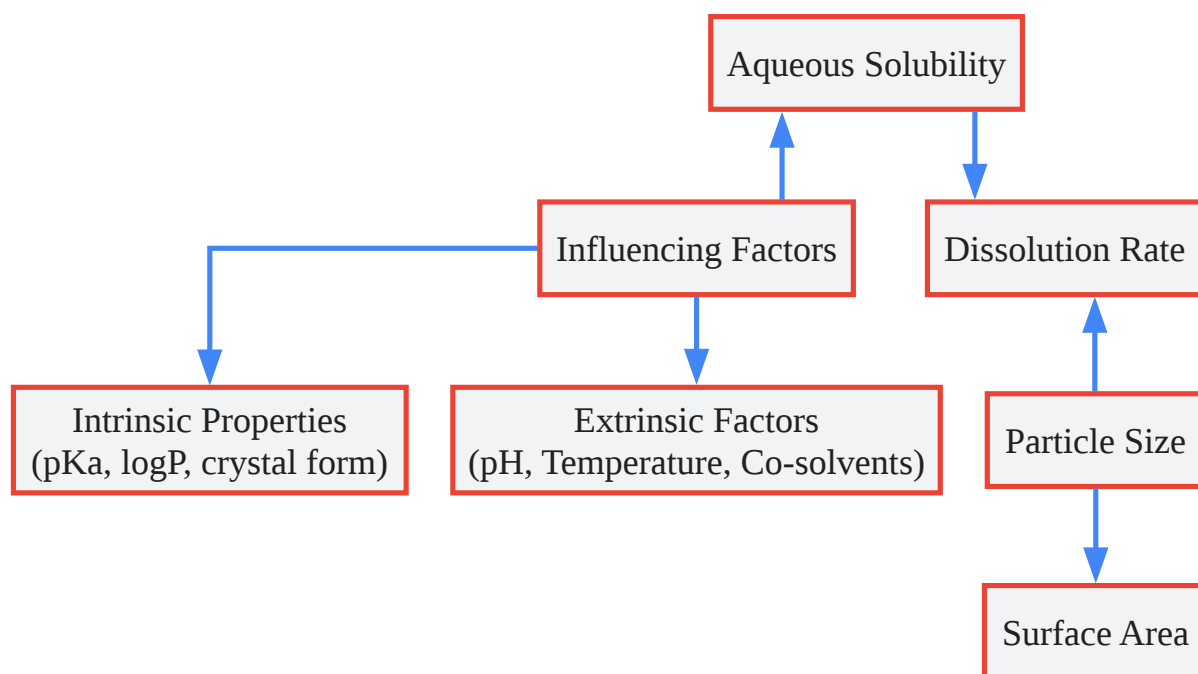 Aqueous Solubility
Influencing Factors
Dissolution Rate
Intrinsic Properties
(pKa, logP, crystal form)
Extrinsic Factors
(pH, Temperature, Co-solvents)
Particle Size
Surface Area